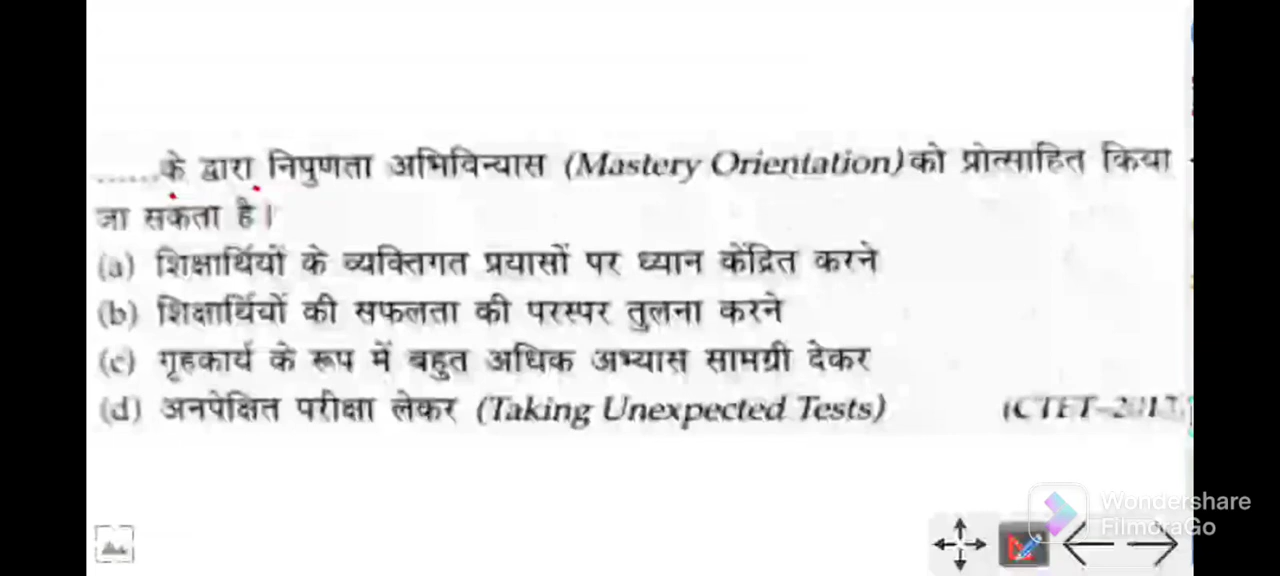 ......के द्वारा निपुणता अभिविन्यास (Mastery Orientation) को प्रोत्साहित किया
जा सकता है।
(a) शिक्षार्थियों के व्यक्तिगत प्रयासों पर ध्यान केंद्रित करने
(b) शिक्षार्थियों की सफलता की परस्पर तुलना करने
(c) गृहकार्य के रूप में बहुत अधिक अभ्यास सामग्री देकर
(d) अनपेक्षित परीक्षा लेकर (Taking Unexpected Tests) (CTET-
Wondershare
FilmoraGo